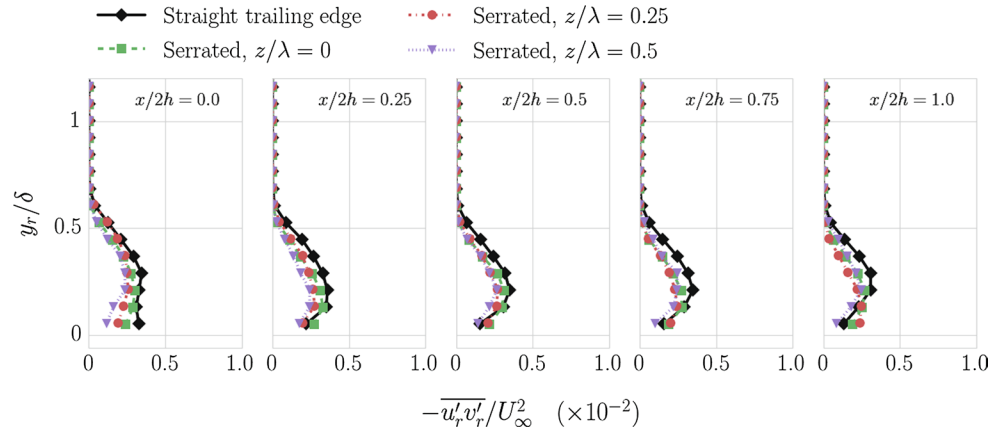 Straight trailing edge
Serrated, z/λ = 0.25
Serrated, z/λ = 0
Serrated, z/λ = 0.5
x/2h = 0.0
x/2h = 0.25
x/2h = 0.5
x/2h = 0.75
x/2h = 1.0
1
0.5
0
y_r/δ
0 0.5 1.0 0 0.5 1.0 0 0.5 1.0 0 0.5 1.0 0 0.5 1.0
$-\overline{u_r'v_r'}/U_\infty^2$ (×10⁻²)